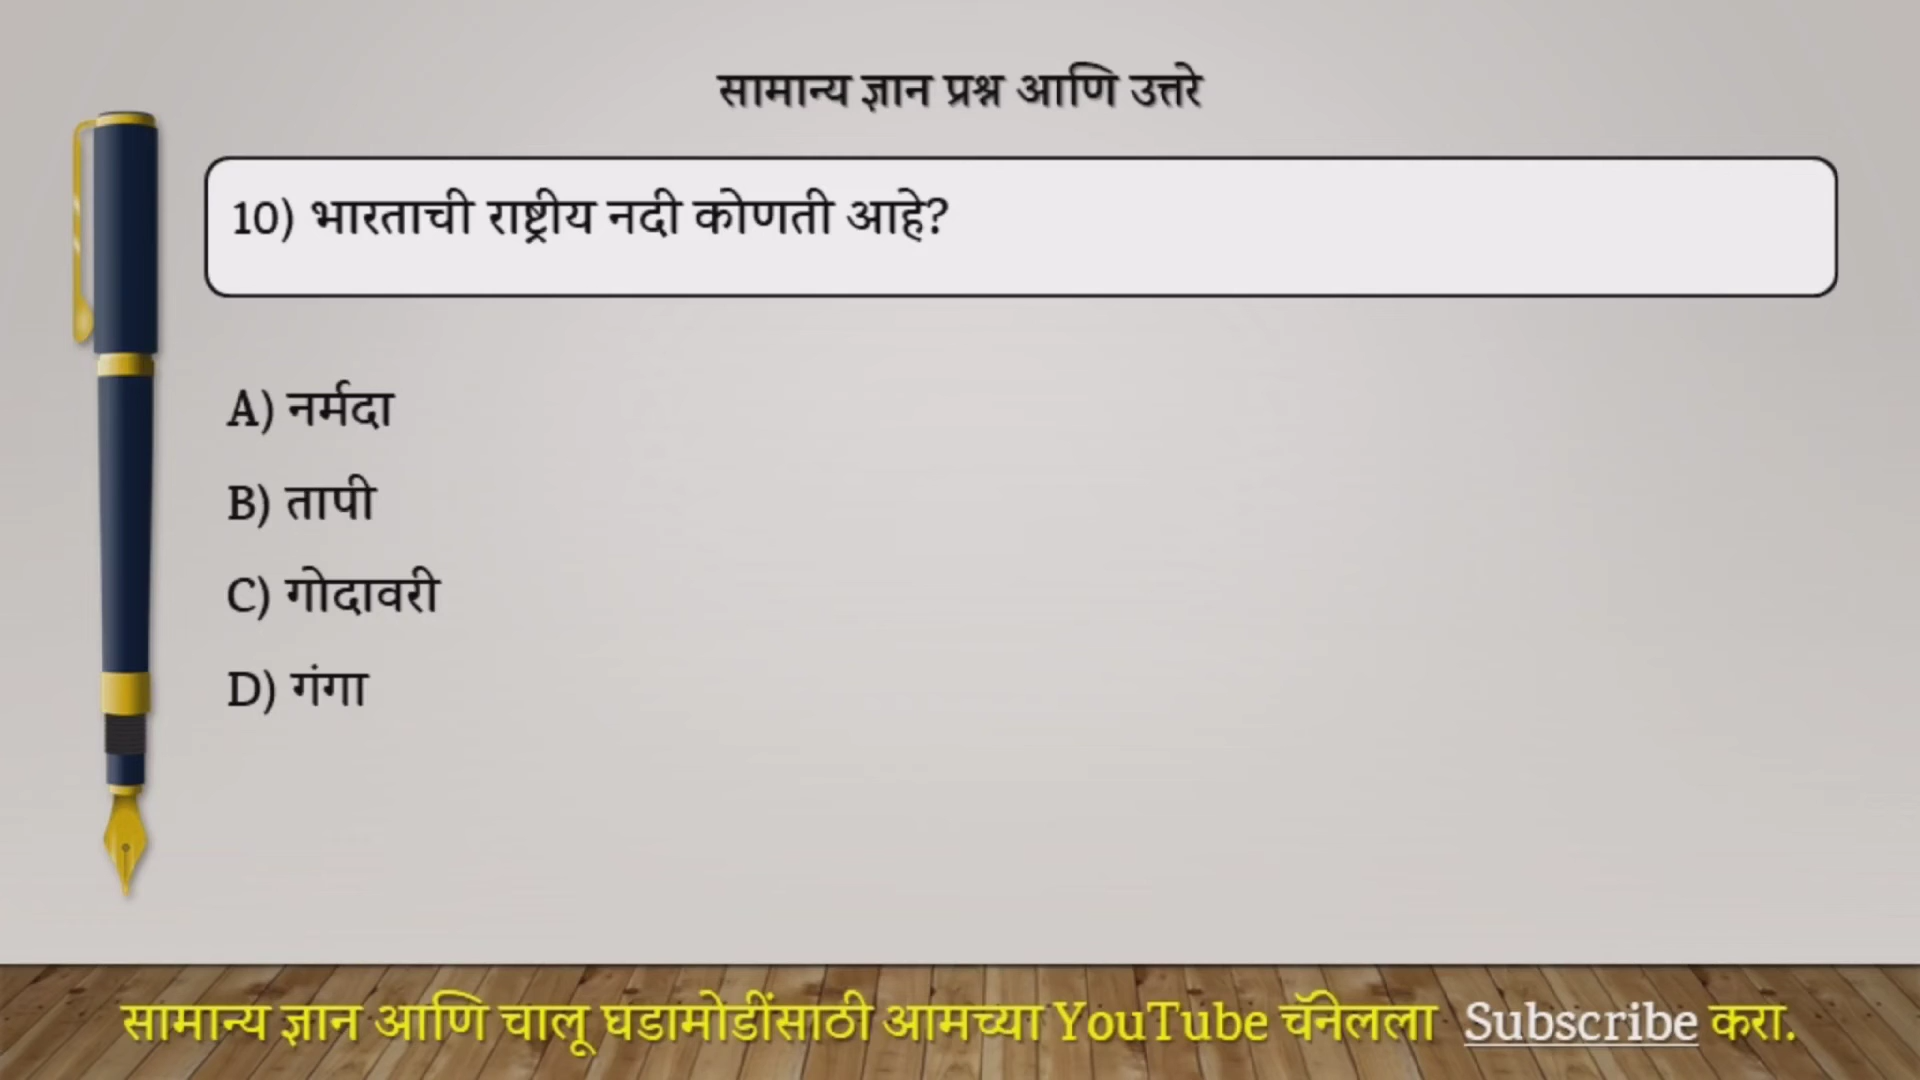 सामान्य ज्ञान प्रश्न आणि उत्तरे
10) भारताची राष्ट्रीय नदी कोणती आहे?
A) नर्मदा
B) तापी
C) गोदावरी
D) गंगा
सामान्य ज्ञान आणि चालू घडामोडींसाठी आमच्या YouTube चॅनेलला Subscribe करा.